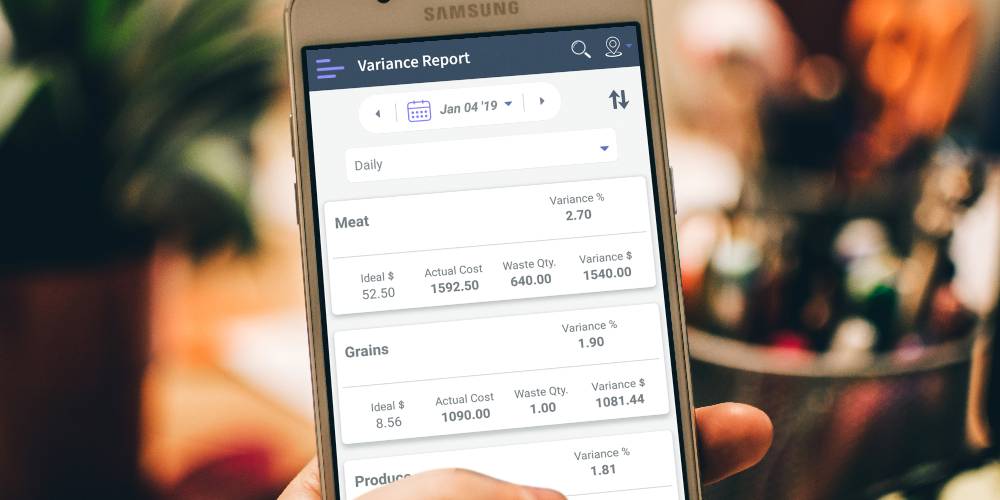 SAMSUNG
Variance Report
Jan 04 '19
Daily
Meat
Variance %
2.70
Ideal $ Actual Cost Waste Qty. Variance $
52.50 1592.50 640.00 1540.00
Grains
Variance %
1.90
Ideal $ Actual Cost Waste Qty. Variance $
8.56 1090.00 1.00 1081.44
Produce
Variance %
1.81